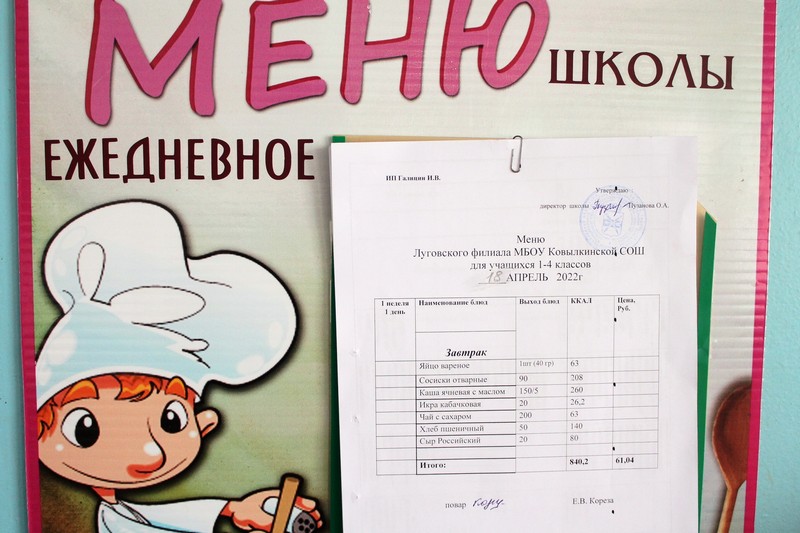 МЕНЮ ШКОЛЫ
ЕЖЕДНЕВНОЕ
ИП Галицин И.В.
Утверждаю :
директор школы Пузанова О.А.
Меню
Луговского филиала МБОУ Ковылкинской СОШ
для учащихся 1-4 классов
18 АПРЕЛЬ 2022г
1 неделя Наименование блюд Выход блюд ККАЛ Цена,
1 день Руб.
Завтрак
Яйцо вареное 1шт (40 гр) 63
Сосиски отварные 90 208
Каша ячневая с маслом 150/5 260
Икра кабачковая 20 26,2
Чай с сахаром 200 63
Хлеб пшеничный 50 140
Сыр Российский 20 80
Итого: 840,2 61,04
повар Е.В. Кореза